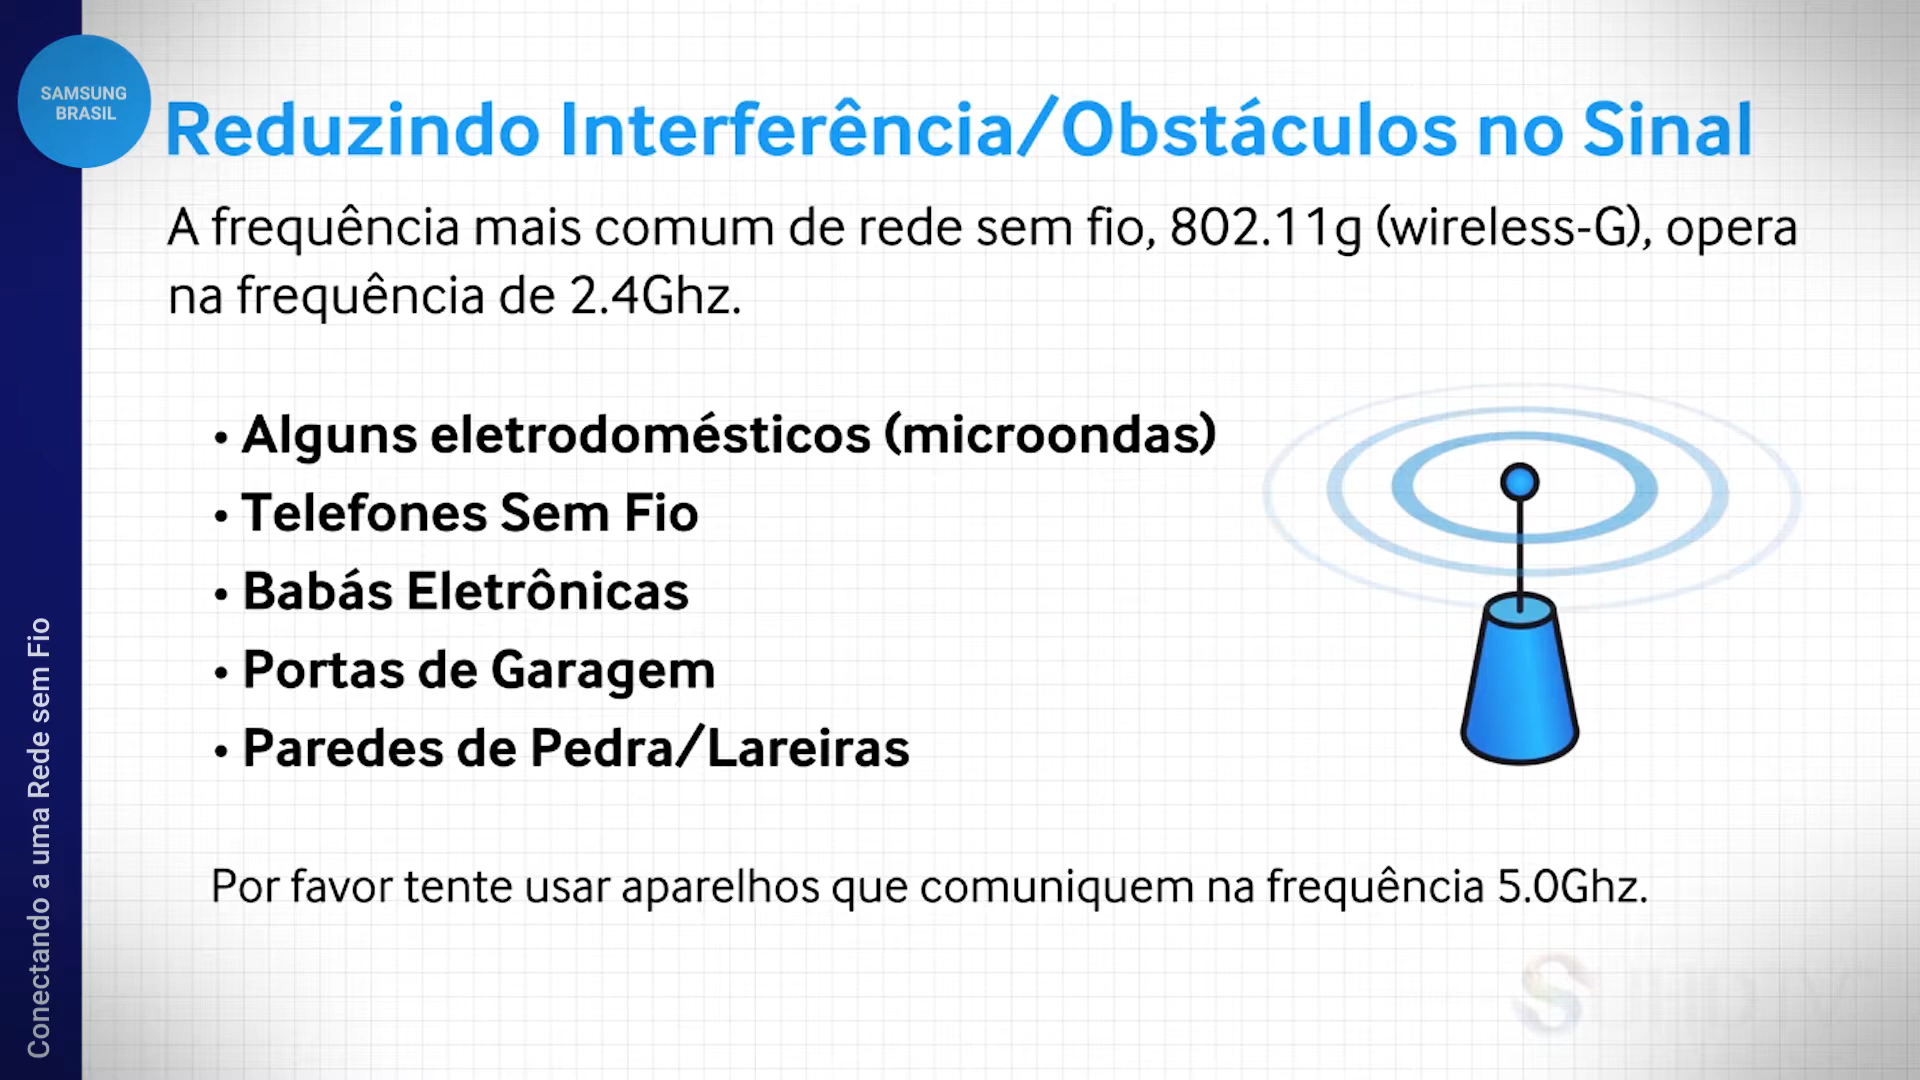 SAMSUNG
BRASIL
Reduzindo Interferência/Obstáculos no Sinal
A frequência mais comum de rede sem fio, 802.11g (wireless-G), opera
na frequência de 2.4Ghz.
• Alguns eletrodomésticos (microondas)
• Telefones Sem Fio
• Babás Eletrônicas
• Portas de Garagem
• Paredes de Pedra/Lareiras
Por favor tente usar aparelhos que comuniquem na frequência 5.0Ghz.
Conectando a uma Rede sem Fio